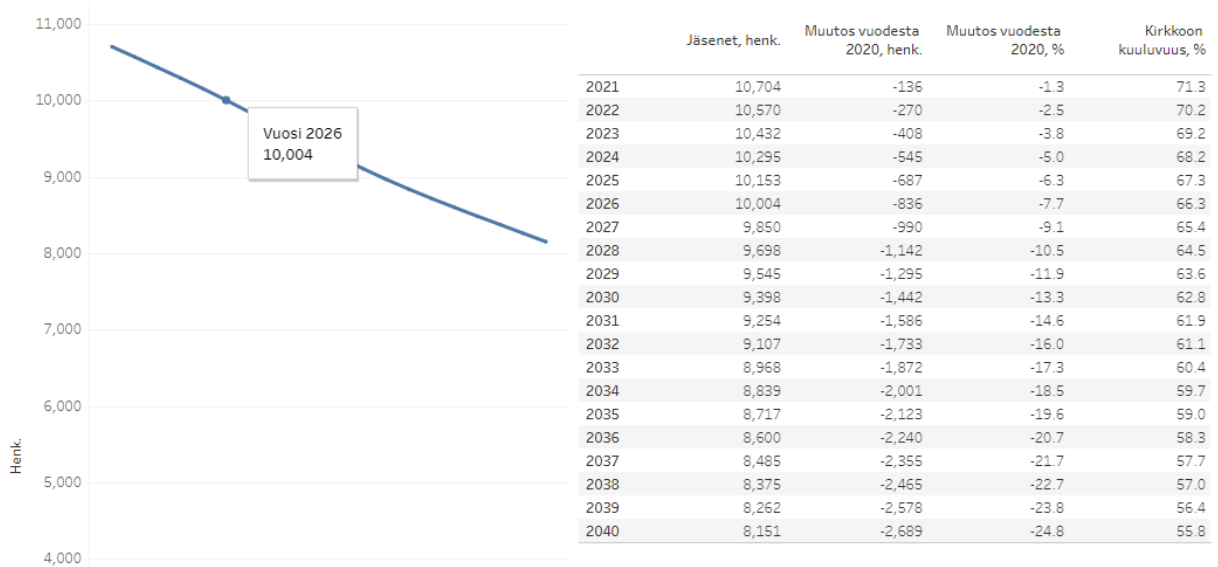 11,000
10,000
9,000
8,000
7,000
6,000
5,000
4,000
Henk.
Vuosi 2026
10,004
Jäsenet, henk. Muutos vuodesta 2020, henk. Muutos vuodesta 2020, % Kirkkoon kuuluvuus, %
2021 10,704 -136 -1.3 71.3
2022 10,570 -270 -2.5 70.2
2023 10,432 -408 -3.8 69.2
2024 10,295 -545 -5.0 68.2
2025 10,153 -687 -6.3 67.3
2026 10,004 -836 -7.7 66.3
2027 9,850 -990 -9.1 65.4
2028 9,698 -1,142 -10.5 64.5
2029 9,545 -1,295 -11.9 63.6
2030 9,398 -1,442 -13.3 62.8
2031 9,254 -1,586 -14.6 61.9
2032 9,107 -1,733 -16.0 61.1
2033 8,968 -1,872 -17.3 60.4
2034 8,839 -2,001 -18.5 59.7
2035 8,717 -2,123 -19.6 59.0
2036 8,600 -2,240 -20.7 58.3
2037 8,485 -2,355 -21.7 57.7
2038 8,375 -2,465 -22.7 57.0
2039 8,262 -2,578 -23.8 56.4
2040 8,151 -2,689 -24.8 55.8